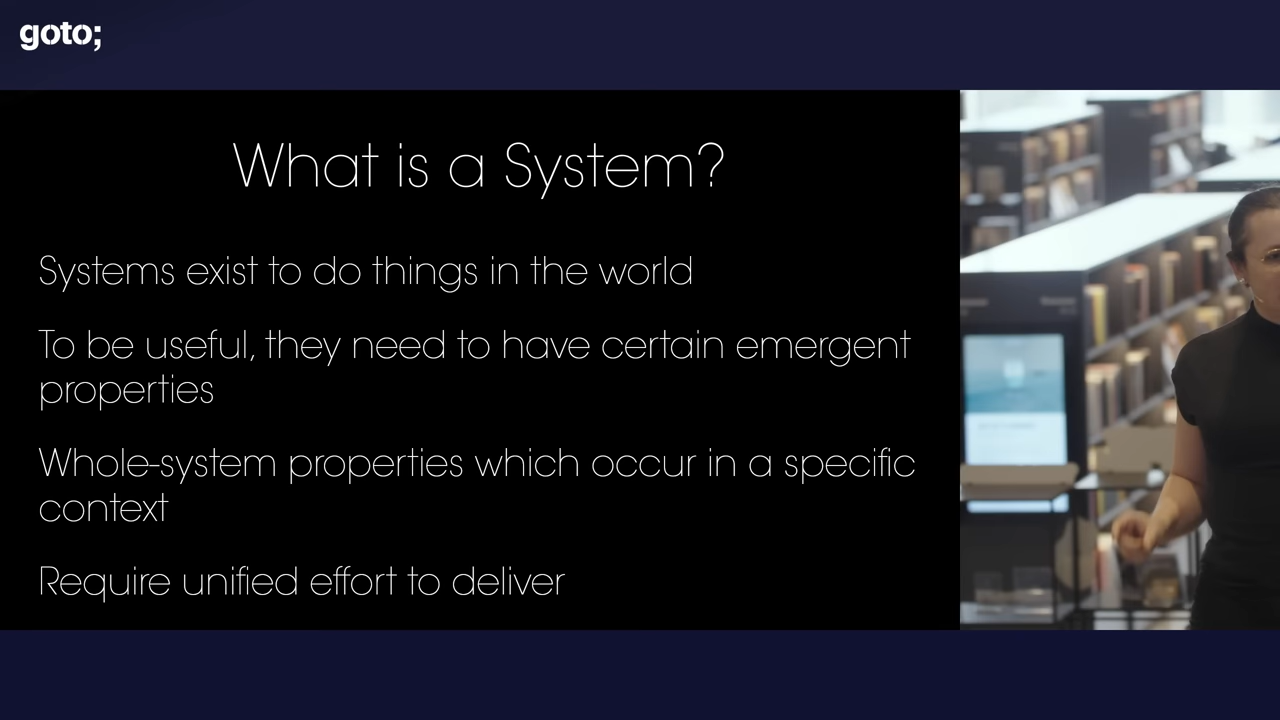 goto;
What is a System?
Systems exist to do things in the world
To be useful, they need to have certain emergent
properties
Whole-system properties which occur in a specific
context
Require unified effort to deliver